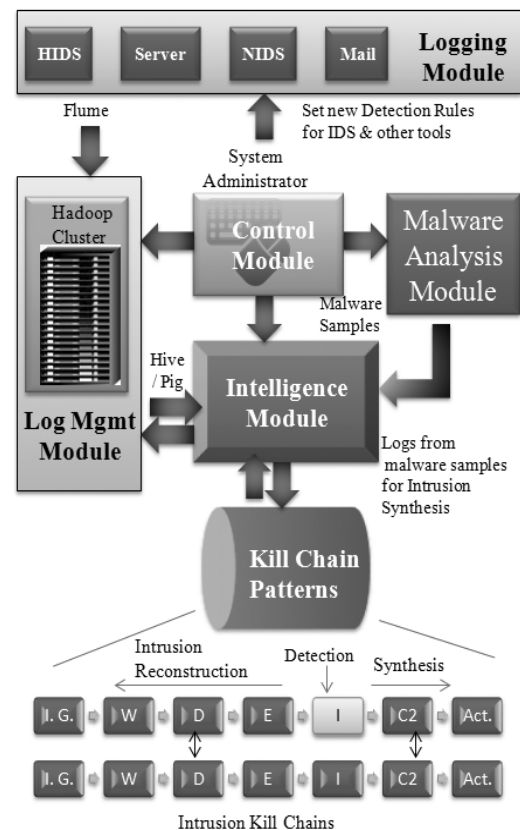 HIDS
Server
NIDS
Mail
Logging
Module
Flume
Set new Detection Rules
for IDS & other tools
System
Administrator
Hadoop
Cluster
Control
Module
Malware
Analysis
Module
Malware
Samples
Hive
/ Pig
Intelligence
Module
Log Mgmt
Module
Logs from
malware samples
for Intrusion
Synthesis
Kill Chain
Patterns
Intrusion
Reconstruction
Detection
Synthesis
I. G.
W
D
E
I
C2
Act.
I. G.
W
D
E
I
C2
Act.
Intrusion Kill Chains